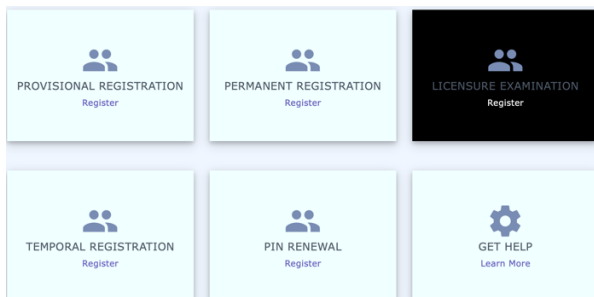 PROVISIONAL REGISTRATION
Register
PERMANENT REGISTRATION
Register
LICENSURE EXAMINATION
Register
TEMPORAL REGISTRATION
Register
PIN RENEWAL
Register
GET HELP
Learn More